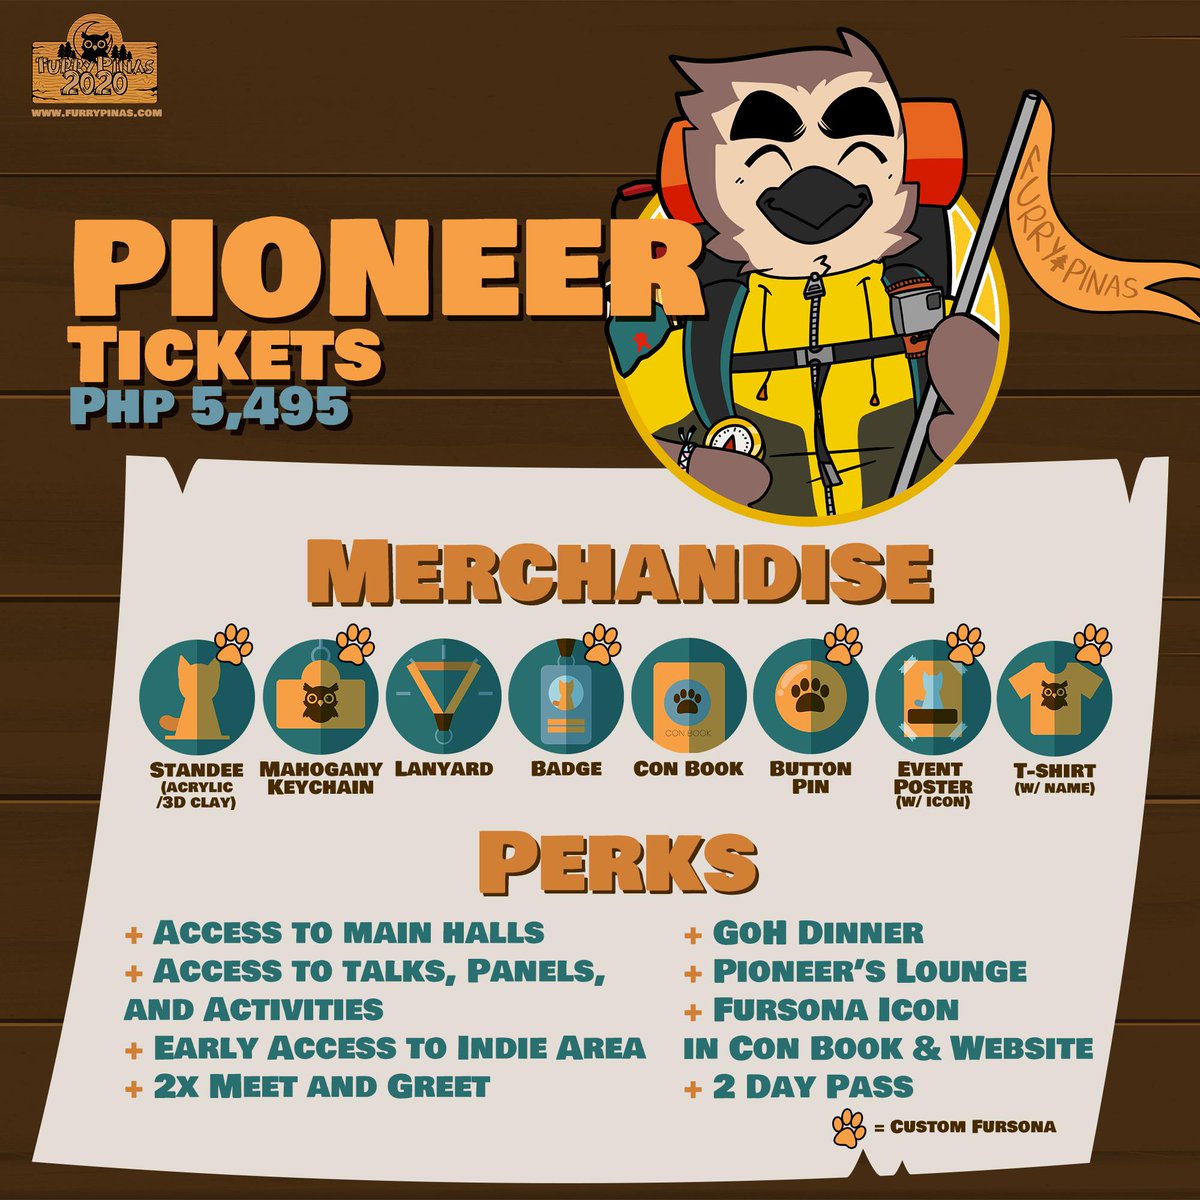 Furry Pinas
2020
www.furrypinas.com
PIONEER
Tickets
PHP 5,495
Furry Pinas
Merchandise
Standee
(Acrylic
/3D Clay)
Mahogany
Keychain
Lanyard
Badge
CON BOOK
Con Book
Button
Pin
Event
Poster
(w/ icon)
T-shirt
(w/ name)
Perks
+ Access to main halls
+ Access to talks, Panels,
and Activities
+ Early Access to Indie Area
+ 2x Meet and Greet
+ GoH Dinner
+ Pioneer's Lounge
+ Fursona Icon
in Con Book & Website
+ 2 Day Pass
= Custom Fursona